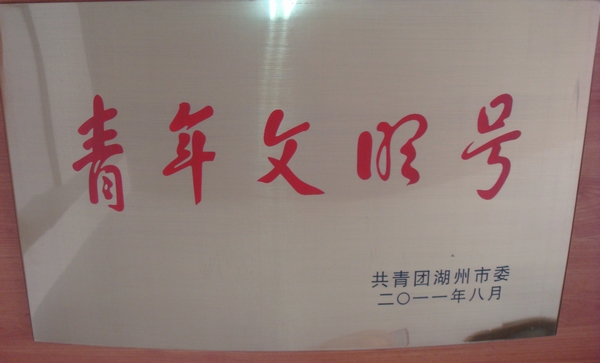 青年文明号
共青团湖州市委
二〇一一年八月